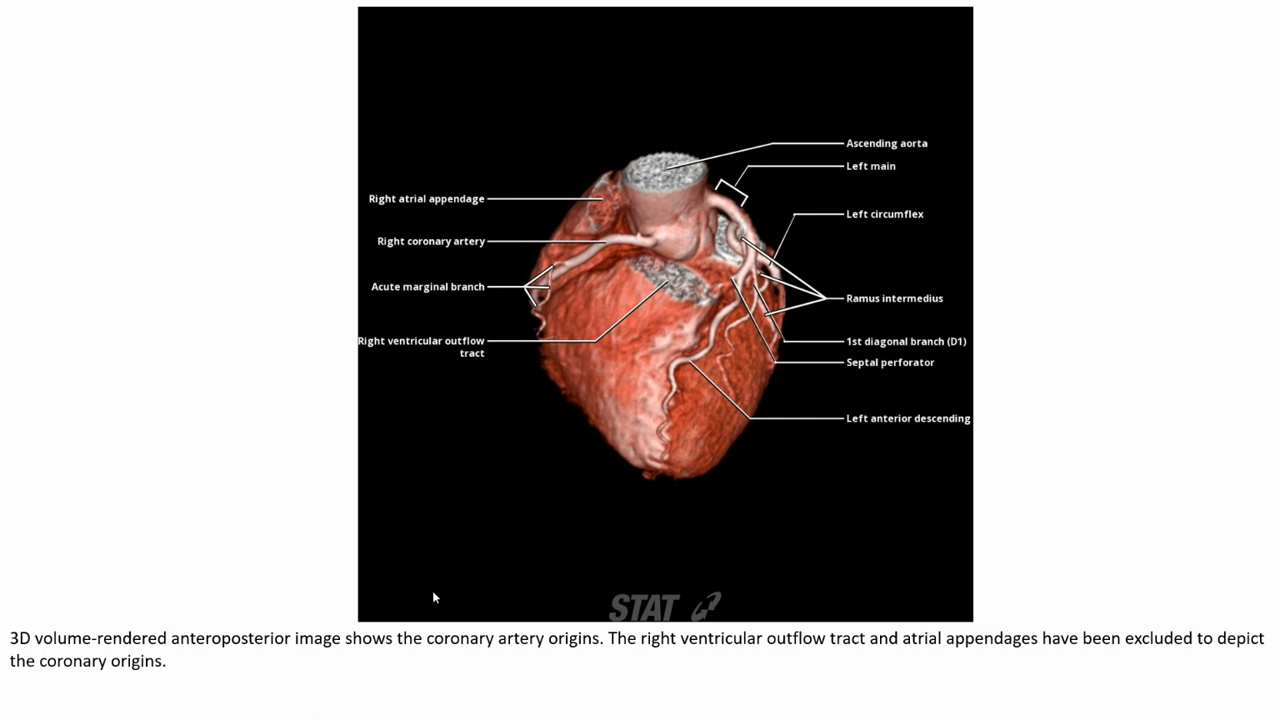 Ascending aorta
Left main
Right atrial appendage
Left circumflex
Right coronary artery
Acute marginal branch
Ramus intermedius
Right ventricular outflow
tract
1st diagonal branch (D1)
Septal perforator
Left anterior descending
STAT
3D volume-rendered anteroposterior image shows the coronary artery origins. The right ventricular outflow tract and atrial appendages have been excluded to depict
the coronary origins.